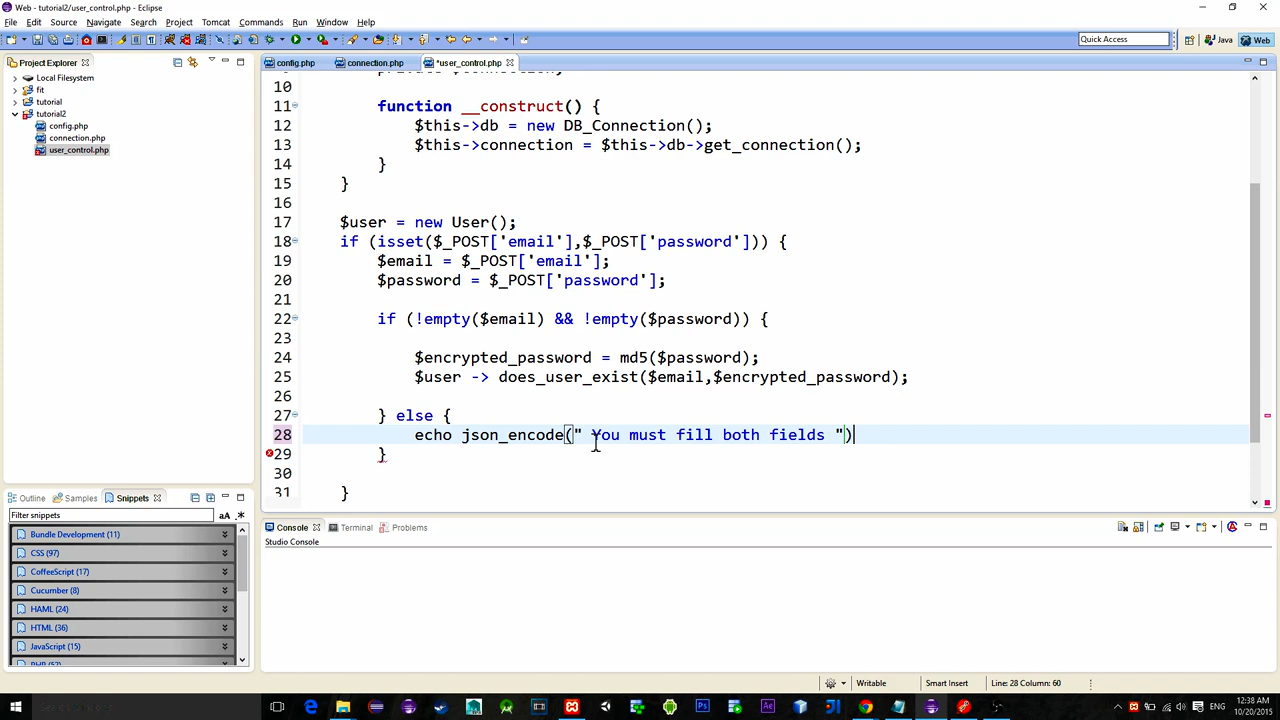 Web - tutorial2/user_control.php - Eclipse
File Edit Source Navigate Search Project Tomcat Commands Run Window Help
Quick Access
Java
Web
Project Explorer
config.php
connection.php
*user_control.php
Local Filesystem
fit
tutorial
tutorial2
config.php
connection.php
user_control.php
10
11 function __construct() {
12 $this->db = new DB_Connection();
13 $this->connection = $this->db->get_connection();
14 }
15 }
16
17 $user = new User();
18 if (isset($_POST['email'],$_POST['password'])) {
19 $email = $_POST['email'];
20 $password = $_POST['password'];
21
22 if (!empty($email) && !empty($password)) {
23
24 $encrypted_password = md5($password);
25 $user -> does_user_exist($email,$encrypted_password);
26
27 } else {
28 echo json_encode(" You must fill both fields ")
29 }
30
31 }
Outline
Samples
Snippets
Filter snippets
Bundle Development (11)
CSS (97)
CoffeeScript (17)
Cucumber (8)
HAML (24)
HTML (36)
JavaScript (15)
Console
Terminal
Problems
Studio Console
Writable
Smart Insert
Line: 28 Column: 60
ENG
12:38 AM
10/20/2015